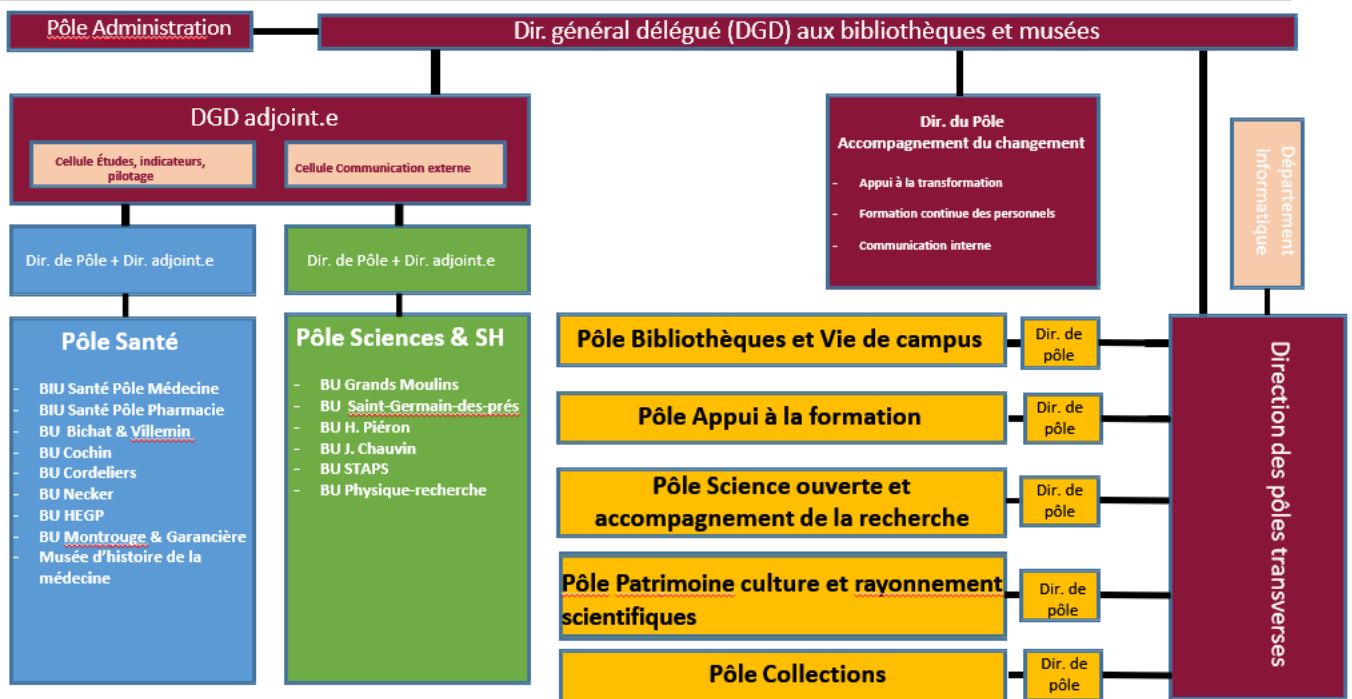 Pôle Administration
Dir. général délégué (DGD) aux bibliothèques et musées
DGD adjoint.e
Cellule Études, indicateurs,
pilotage
Cellule Communication externe
Dir. du Pôle
Accompagnement du changement
- Appui à la transformation
- Formation continue des personnels
- Communication interne
Département
informatique
Dir. de Pôle + Dir. adjoint.e
Dir. de Pôle + Dir. adjoint.e
Pôle Santé
- BIU Santé Pôle Médecine
- BIU Santé Pôle Pharmacie
- BU Bichat & Villemin
- BU Cochin
- BU Cordeliers
- BU Necker
- BU HEGP
- BU Montrouge & Garancière
- Musée d'histoire de la
médecine
Pôle Sciences & SH
- BU Grands Moulins
- BU Saint-Germain-des-prés
- BU H. Piéron
- BU J. Chauvin
- BU STAPS
- BU Physique-recherche
Pôle Bibliothèques et Vie de campus
Dir. de
pôle
Pôle Appui à la formation
Dir. de
pôle
Pôle Science ouverte et
accompagnement de la recherche
Dir. de
pôle
Pôle Patrimoine culture et rayonnement
scientifiques
Dir. de
pôle
Pôle Collections
Dir. de
pôle
Direction des pôles transverses